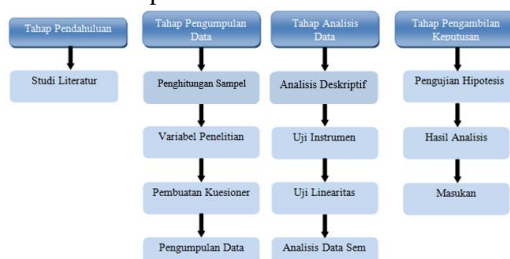 Tahap Pendahuluan
Studi Literatur
Tahap Pengumpulan
Data
Penghitungan Sampel
Variabel Penelitian
Pembuatan Kuesioner
Pengumpulan Data
Tahap Analisis
Data
Analisis Deskriptif
Uji Instrumen
Uji Linearitas
Analisis Data Sem
Tahap Pengambilan
Keputusan
Pengujian Hipotesis
Hasil Analisis
Masukan